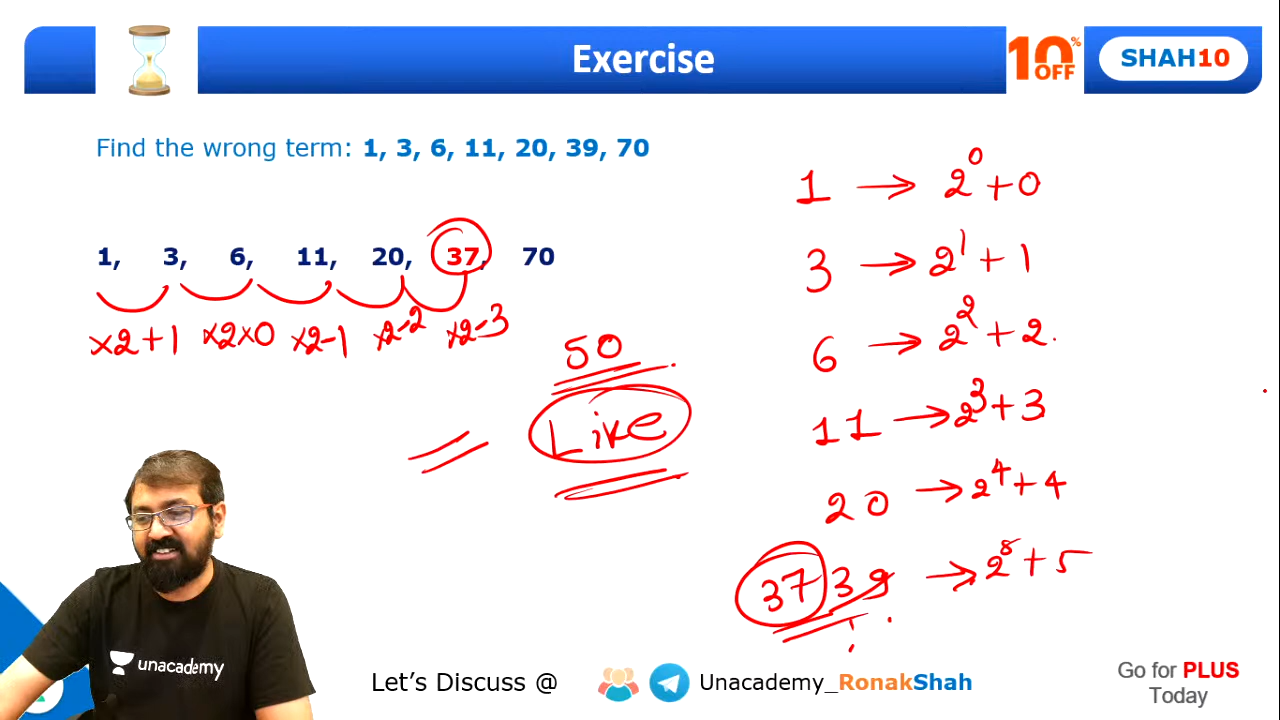 Exercise
10%
OFF
SHAH10
Find the wrong term: 1, 3, 6, 11, 20, 39, 70
1, 3, 6, 11, 20, 37, 70
×2+1 ×2×0 ×2-1 ×2-2 ×2-3
50
Like
1 → 2⁰+0
3 → 2¹+1
6 → 2²+2
11 → 2³+3
20 → 2⁴+4
37 39 → 2⁵+5
unacademy
Let's Discuss @ Unacademy_RonakShah
Go for PLUS
Today